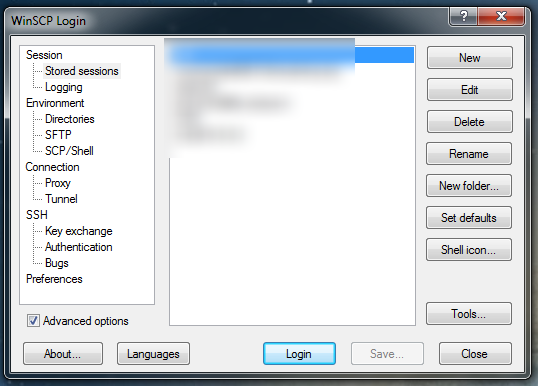 WinSCP Login
Session
Stored sessions
Logging
Environment
Directories
SFTP
SCP/Shell
Connection
Proxy
Tunnel
SSH
Key exchange
Authentication
Bugs
Preferences
Advanced options
New
Edit
Delete
Rename
New folder...
Set defaults
Shell icon...
Tools...
About...
Languages
Login
Save...
Close